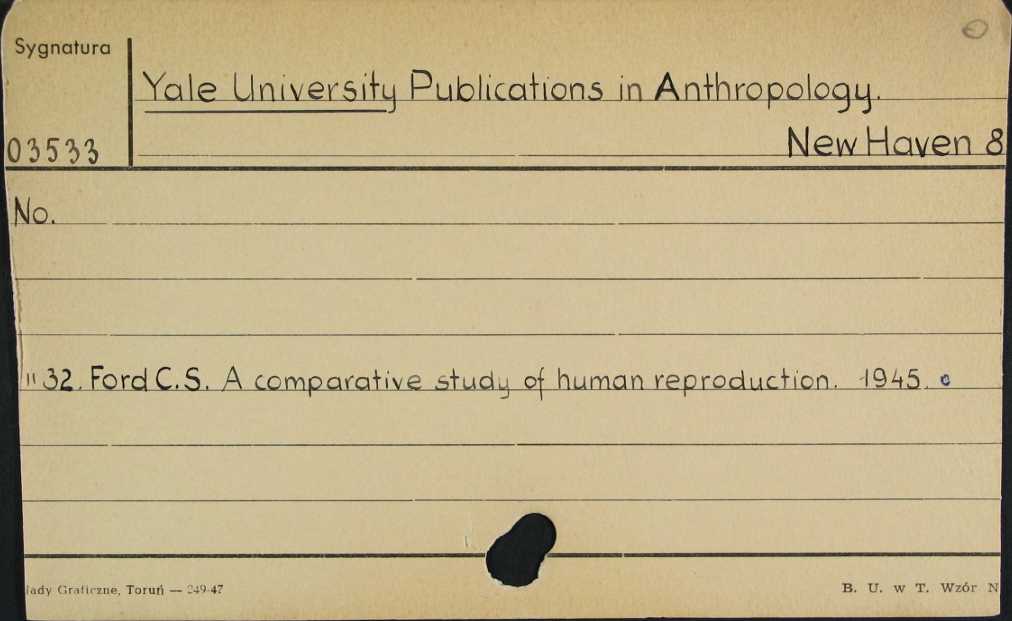 Sygnatura
Yale University Publications in Anthropology.
03533
New Haven 8
No.
" 32. Ford C.S. A comparative study of human reproduction. 1945.
łady Graficzne, Toruń — 249-47
B. U. w T. Wzór N